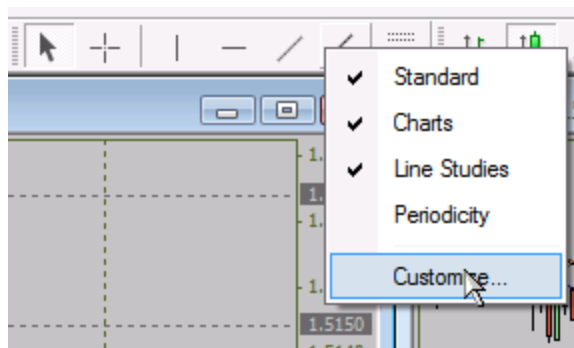 Standard
Charts
Line Studies
Periodicity
Customize...
1.5150